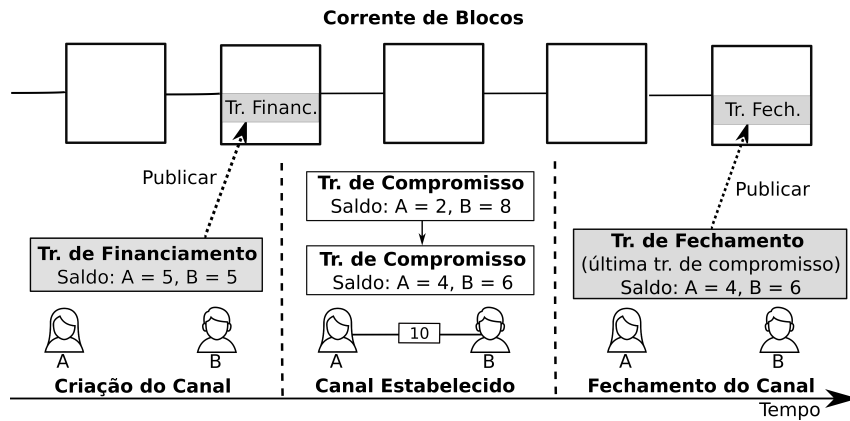 Corrente de Blocos
Tr. Financ.
Tr. Fech.
Publicar
Publicar
Tr. de Financiamento
Saldo: A = 5, B = 5
Tr. de Compromisso
Saldo: A = 2, B = 8
Tr. de Compromisso
Saldo: A = 4, B = 6
Tr. de Fechamento
(última tr. de compromisso)
Saldo: A = 4, B = 6
A
B
10
A
B
A
B
Criação do Canal
Canal Estabelecido
Fechamento do Canal
Tempo